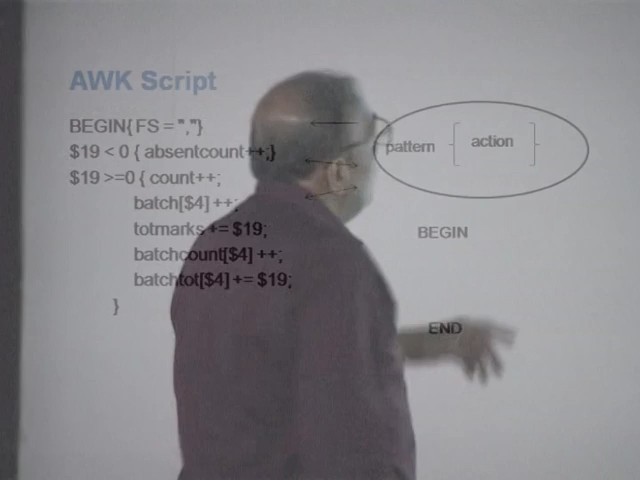 AWK Script
BEGIN{ FS = ","}
$19 < 0 { absentcount++;}
$19 >=0 { count++;
batch[$4] ++;
totmarks += $19;
batchcount[$4] ++;
batchtot[$4] += $19;
}
pattern { action }
BEGIN
END